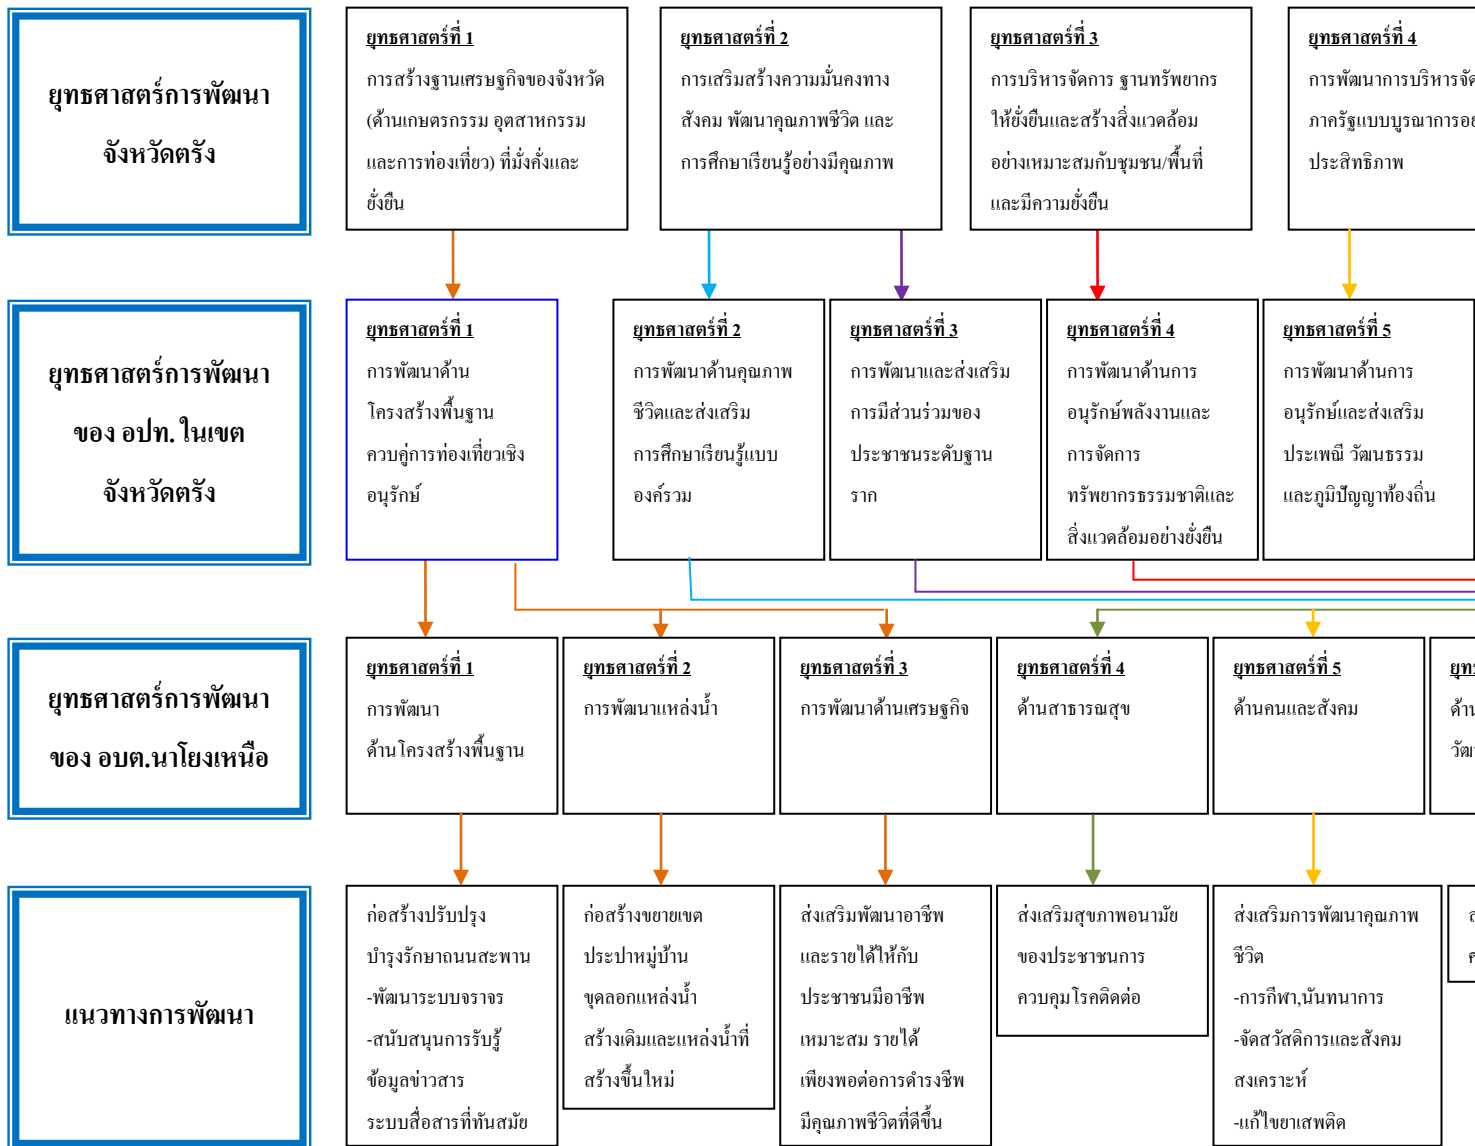 ยุทธศาสตร์การพัฒนา
จังหวัดตรัง
ยุทธศาสตร์ที่ 1
การสร้างฐานเศรษฐกิจของจังหวัด
(ด้านเกษตรกรรม อุตสาหกรรม
และการท่องเที่ยว) ที่มั่งคั่งและ
ยั่งยืน
ยุทธศาสตร์ที่ 2
การเสริมสร้างความมั่นคงทาง
สังคม พัฒนาคุณภาพชีวิต และ
การศึกษาเรียนรู้อย่างมีคุณภาพ
ยุทธศาสตร์ที่ 3
การบริหารจัดการ ฐานทรัพยากร
ให้ยั่งยืนและสร้างสิ่งแวดล้อม
อย่างเหมาะสมกับชุมชน/พื้นที่
และมีความยั่งยืน
ยุทธศาสตร์ที่ 4
การพัฒนาการบริหารจัด
ภาครัฐแบบบูรณาการอย
ประสิทธิภาพ
ยุทธศาสตร์การพัฒนา
ของ อปท. ในเขต
จังหวัดตรัง
ยุทธศาสตร์ที่ 1
การพัฒนาด้าน
โครงสร้างพื้นฐาน
ควบคู่การท่องเที่ยวเชิง
อนุรักษ์
ยุทธศาสตร์ที่ 2
การพัฒนาด้านคุณภาพ
ชีวิตและส่งเสริม
การศึกษาเรียนรู้แบบ
องค์รวม
ยุทธศาสตร์ที่ 3
การพัฒนาและส่งเสริม
การมีส่วนร่วมของ
ประชาชนระดับฐาน
ราก
ยุทธศาสตร์ที่ 4
การพัฒนาด้านการ
อนุรักษ์พลังงานและ
การจัดการ
ทรัพยากรธรรมชาติและ
สิ่งแวดล้อมอย่างยั่งยืน
ยุทธศาสตร์ที่ 5
การพัฒนาด้านการ
อนุรักษ์และส่งเสริม
ประเพณี วัฒนธรรม
และภูมิปัญญาท้องถิ่น
ยุทธศาสตร์การพัฒนา
ของ อบต.นาโยงเหนือ
ยุทธศาสตร์ที่ 1
การพัฒนา
ด้านโครงสร้างพื้นฐาน
ยุทธศาสตร์ที่ 2
การพัฒนาแหล่งน้ำ
ยุทธศาสตร์ที่ 3
การพัฒนาด้านเศรษฐกิจ
ยุทธศาสตร์ที่ 4
ด้านสาธารณสุข
ยุทธศาสตร์ที่ 5
ด้านคนและสังคม
ยุท
ด้าน
วัฒ
แนวทางการพัฒนา
ก่อสร้างปรับปรุง
บำรุงรักษาถนนสะพาน
-พัฒนาระบบจราจร
-สนับสนุนการรับรู้
ข้อมูลข่าวสาร
ระบบสื่อสารที่ทันสมัย
ก่อสร้างขยายเขต
ประปาหมู่บ้าน
ขุดลอกแหล่งน้ำ
สร้างเดิมและแหล่งน้ำที่
สร้างขึ้นใหม่
ส่งเสริมพัฒนาอาชีพ
และรายได้ให้กับ
ประชาชนมีอาชีพ
เหมาะสม รายได้
เพียงพอต่อการดำรงชีพ
มีคุณภาพชีวิตที่ดีขึ้น
ส่งเสริมสุขภาพอนามัย
ของประชาชนการ
ควบคุมโรคติดต่อ
ส่งเสริมการพัฒนาคุณภาพ
ชีวิต
-การกีฬา,นันทนาการ
-จัดสวัสดิการและสังคม
สงเคราะห์
-แก้ไขยาเสพติด